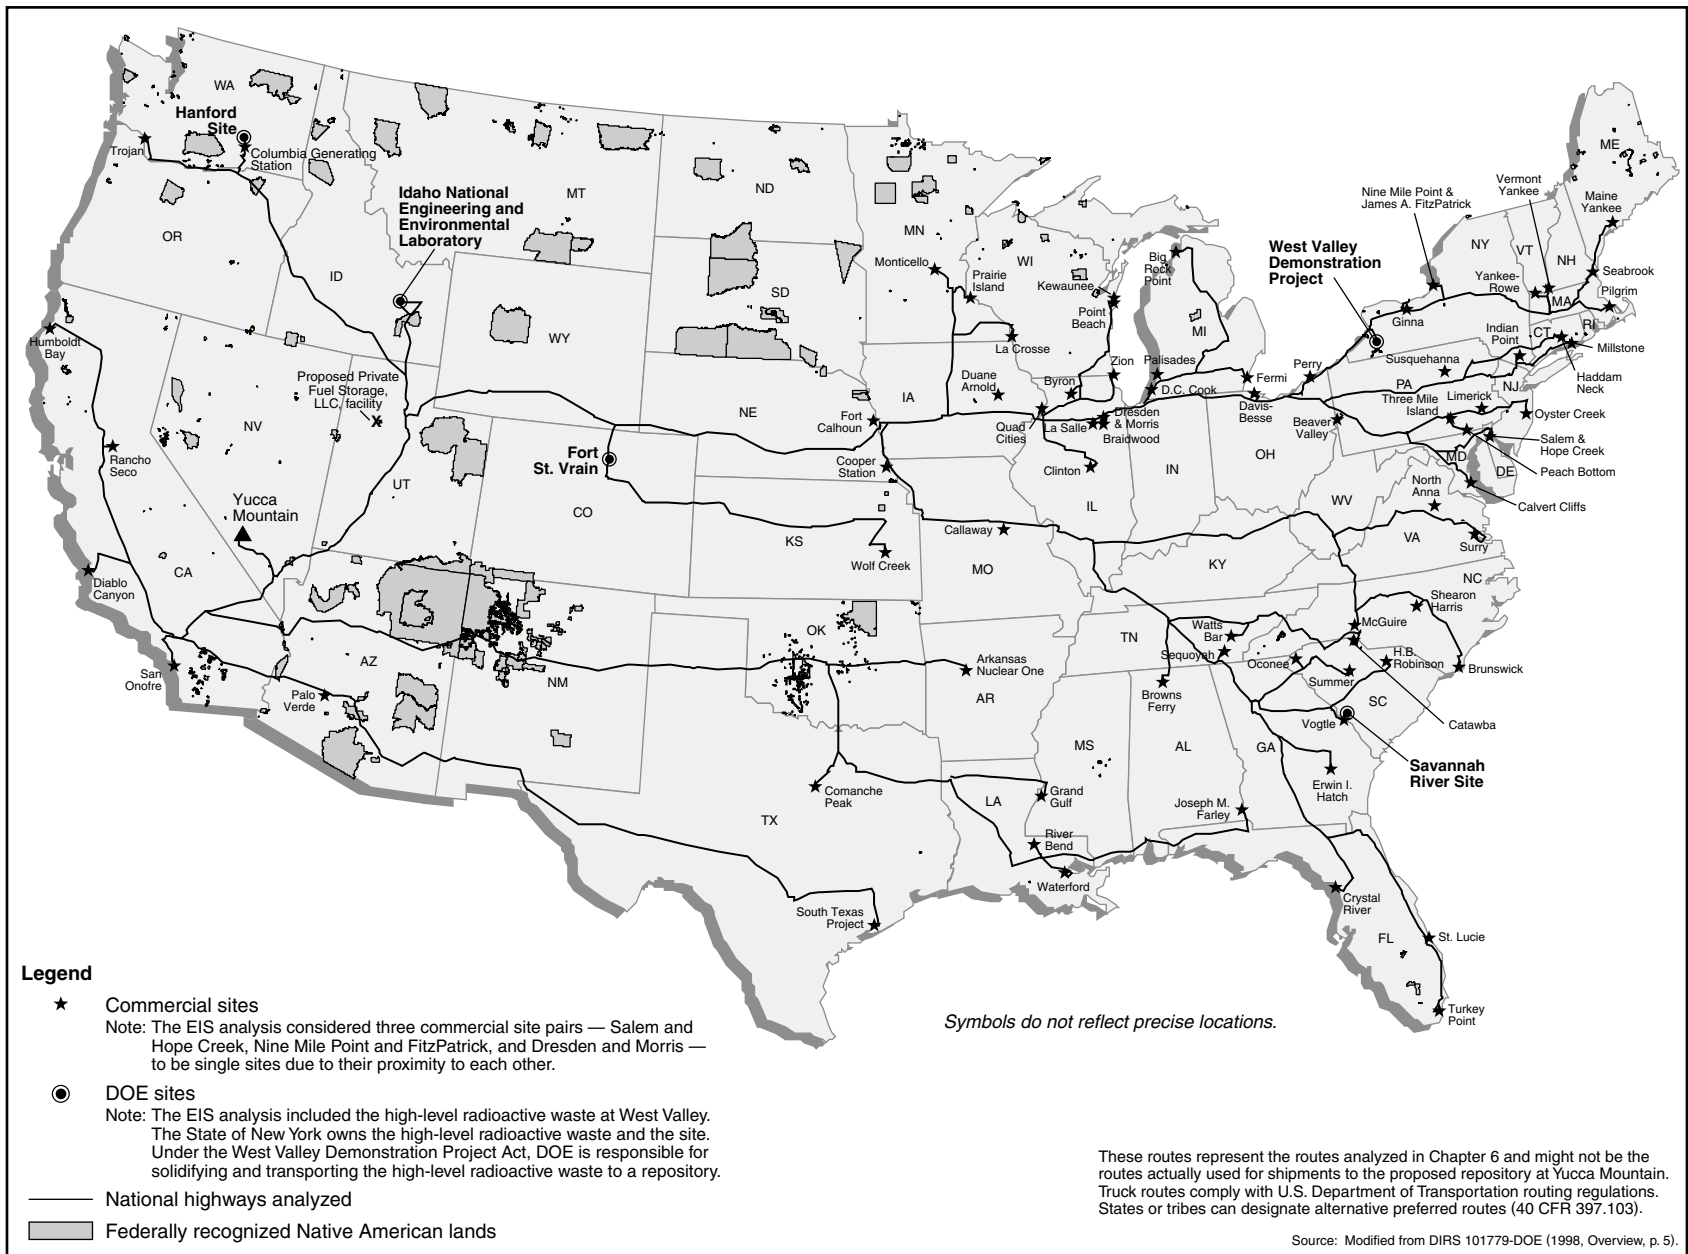 WA
Hanford
Site
Trojan
Columbia Generating
Station
Idaho National
Engineering and
Environmental
Laboratory
MT
ND
OR
ID
MN
Monticello
Prairie
Island
WI
Kewaunee
Point
Beach
Big
Rock
Point
MI
West Valley
Demonstration
Project
Nine Mile Point &
James A. FitzPatrick
Vermont
Yankee
ME
Maine
Yankee
NY
VT
NH
Yankee-
Rowe
Seabrook
MA
Pilgrim
Ginna
Indian
Point
CT
RI
Millstone
Susquehanna
Haddam
Neck
SD
WY
Humboldt
Bay
Proposed Private
Fuel Storage,
LLC, facility
X
La Crosse
Zion
Palisades
Duane
Arnold
Byron
D.C. Cook
Fermi
Perry
PA
NJ
Three Mile
Island
Limerick
Oyster Creek
NV
NE
IA
Fort
Calhoun
Quad
Cities
La Salle
Dresden
& Morris
Braidwood
Davis-
Besse
Beaver
Valley
Salem &
Hope Creek
MD
DE
Peach Bottom
Rancho
Seco
Fort
St. Vrain
Cooper
Station
Clinton
IN
OH
North
Anna
Calvert Cliffs
UT
Yucca
Mountain
CO
KS
Callaway
IL
WV
VA
Surry
Wolf Creek
MO
KY
CA
Diablo
Canyon
NC
Shearon
Harris
OK
TN
Watts
Bar
McGuire
Sequoyah
Oconee
H.B.
Robinson
Brunswick
Summer
AZ
San
Onofre
Palo
Verde
NM
Arkansas
Nuclear One
AR
Browns
Ferry
SC
Vogtle
Catawba
MS
AL
GA
Savannah
River Site
Erwin I.
Hatch
Comanche
Peak
LA
Grand
Gulf
Joseph M.
Farley
TX
River
Bend
Waterford
South Texas
Project
Crystal
River
FL
St. Lucie
Turkey
Point
Symbols do not reflect precise locations.
Legend
Commercial sites
Note: The EIS analysis considered three commercial site pairs — Salem and
Hope Creek, Nine Mile Point and FitzPatrick, and Dresden and Morris —
to be single sites due to their proximity to each other.
DOE sites
Note: The EIS analysis included the high-level radioactive waste at West Valley.
The State of New York owns the high-level radioactive waste and the site.
Under the West Valley Demonstration Project Act, DOE is responsible for
solidifying and transporting the high-level radioactive waste to a repository.
National highways analyzed
Federally recognized Native American lands
These routes represent the routes analyzed in Chapter 6 and might not be the
routes actually used for shipments to the proposed repository at Yucca Mountain.
Truck routes comply with U.S. Department of Transportation routing regulations.
States or tribes can designate alternative preferred routes (40 CFR 397.103).
Source: Modified from DIRS 101779-DOE (1998, Overview, p. 5).